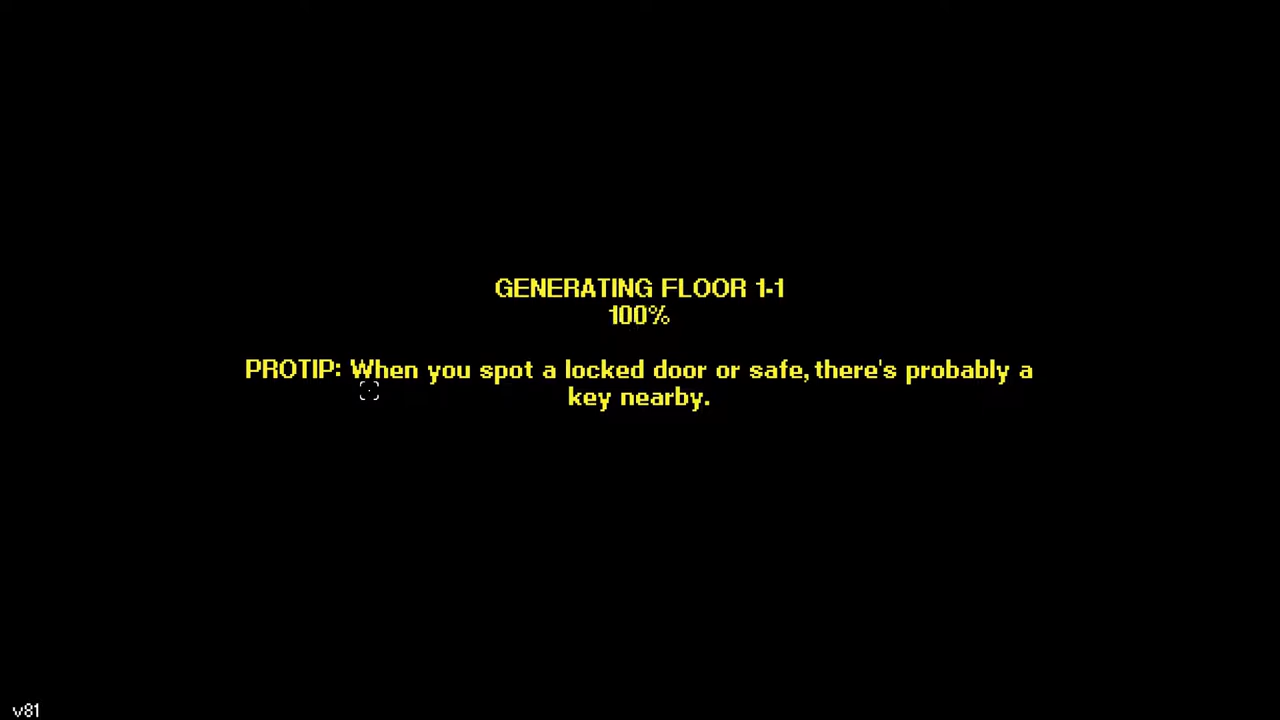 GENERATING FLOOR 1-1
100%
PROTIP: When you spot a locked door or safe, there's probably a
key nearby.
v81